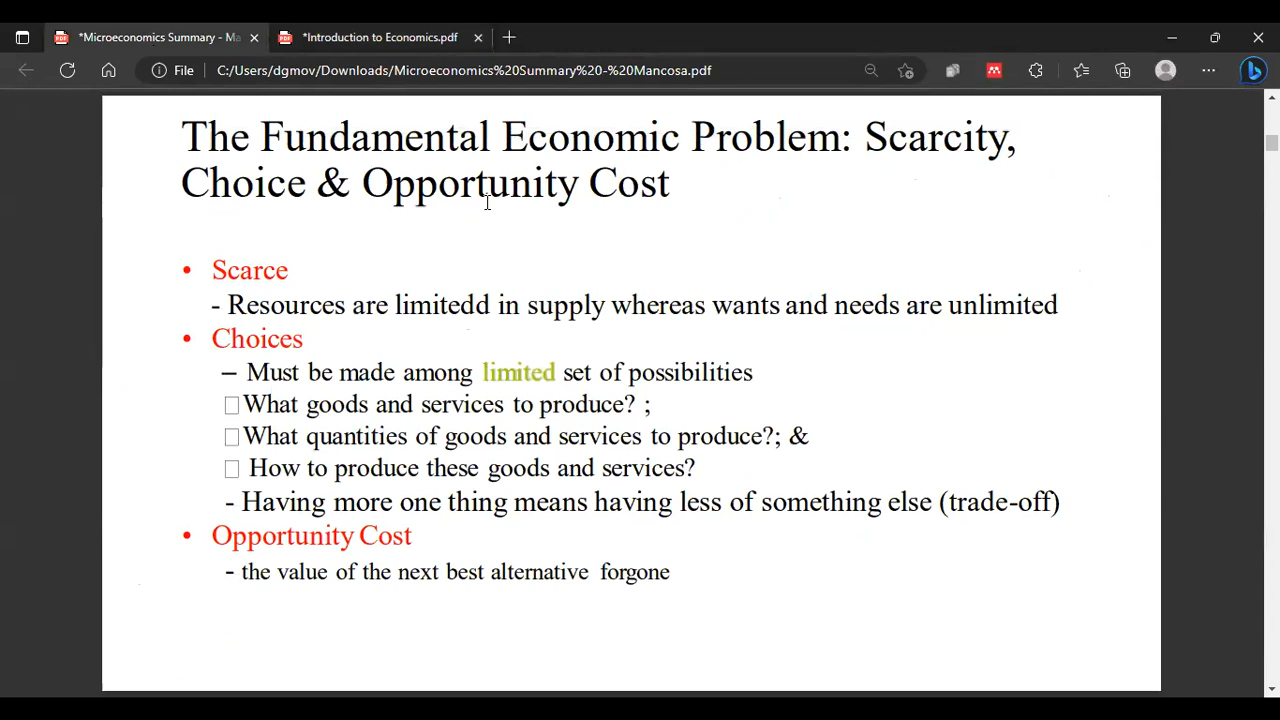 *Microeconomics Summary - Ma
*Introduction to Economics.pdf
File
C:/Users/dgmov/Downloads/Microeconomics%20Summary%20-%20Mancosa.pdf
The Fundamental Economic Problem: Scarcity,
Choice & Opportunity Cost
• Scarce
- Resources are limitedd in supply whereas wants and needs are unlimited
• Choices
– Must be made among limited set of possibilities
□What goods and services to produce? ;
□What quantities of goods and services to produce?; &
□ How to produce these goods and services?
- Having more one thing means having less of something else (trade-off)
• Opportunity Cost
- the value of the next best alternative forgone